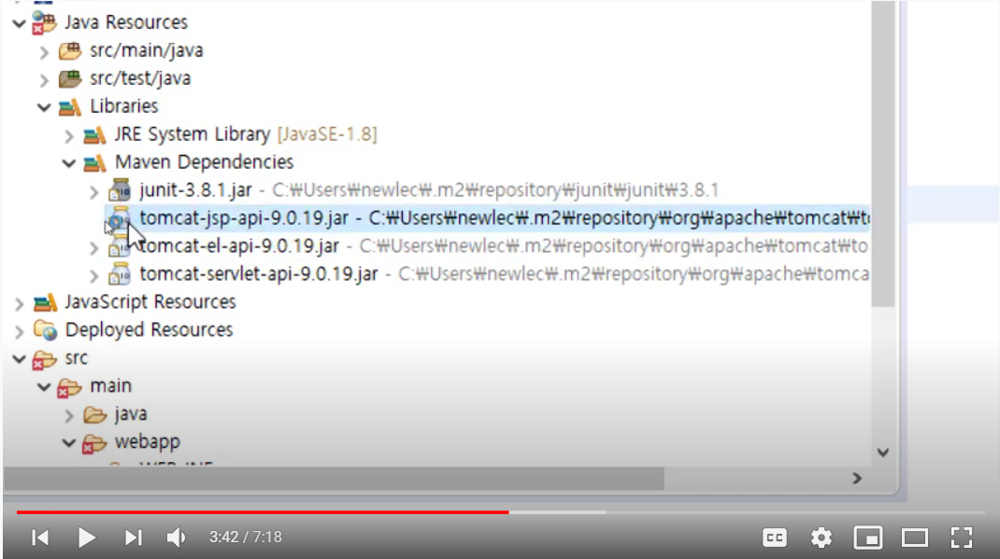 Java Resources
src/main/java
src/test/java
Libraries
JRE System Library [JavaSE-1.8]
Maven Dependencies
junit-3.8.1.jar - C:₩Users₩newlec₩.m2₩repository₩junit₩junit₩3.8.1
tomcat-jsp-api-9.0.19.jar - C:₩Users₩newlec₩.m2₩repository₩org₩apache₩tomcat₩t
tomcat-el-api-9.0.19.jar - C:₩Users₩newlec₩.m2₩repository₩org₩apache₩tomcat₩to
tomcat-servlet-api-9.0.19.jar - C:₩Users₩newlec₩.m2₩repository₩org₩apache₩tomca
JavaScript Resources
Deployed Resources
src
main
java
webapp
3:42 / 7:18
CC